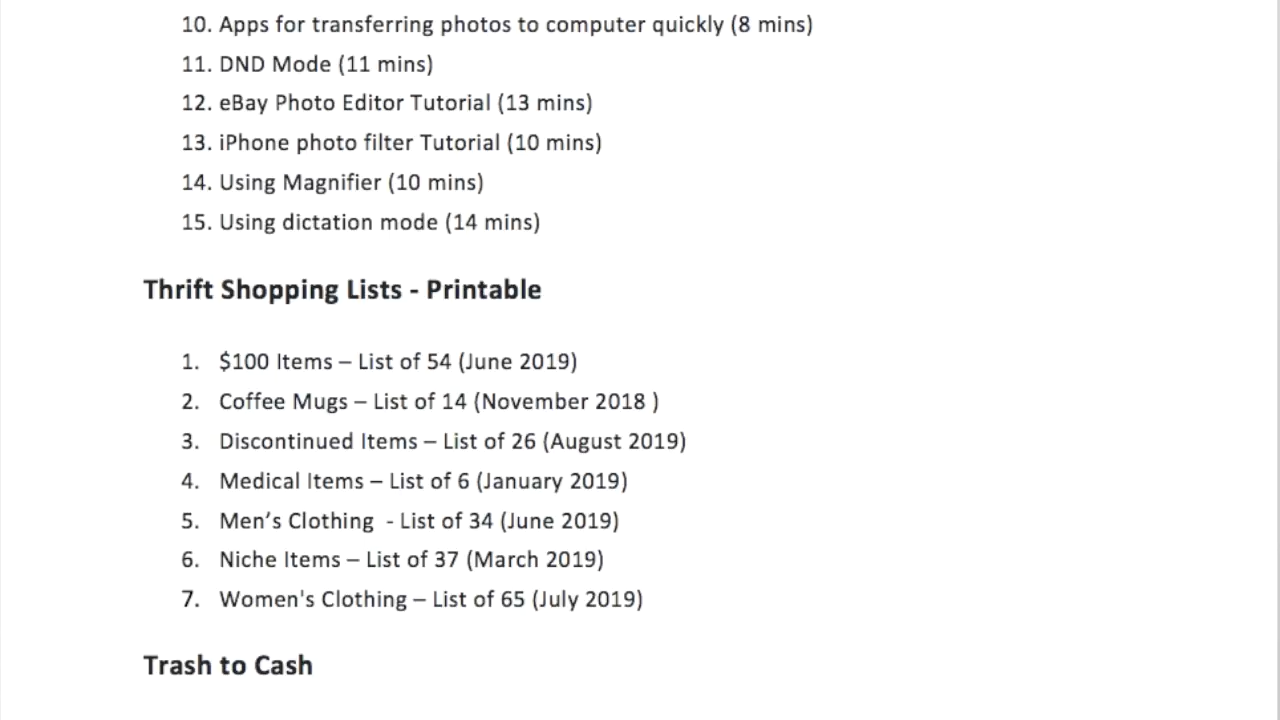 10. Apps for transferring photos to computer quickly (8 mins)
11. DND Mode (11 mins)
12. eBay Photo Editor Tutorial (13 mins)
13. iPhone photo filter Tutorial (10 mins)
14. Using Magnifier (10 mins)
15. Using dictation mode (14 mins)
Thrift Shopping Lists - Printable
1. $100 Items – List of 54 (June 2019)
2. Coffee Mugs – List of 14 (November 2018 )
3. Discontinued Items – List of 26 (August 2019)
4. Medical Items – List of 6 (January 2019)
5. Men’s Clothing  - List of 34 (June 2019)
6. Niche Items – List of 37 (March 2019)
7. Women's Clothing – List of 65 (July 2019)
Trash to Cash